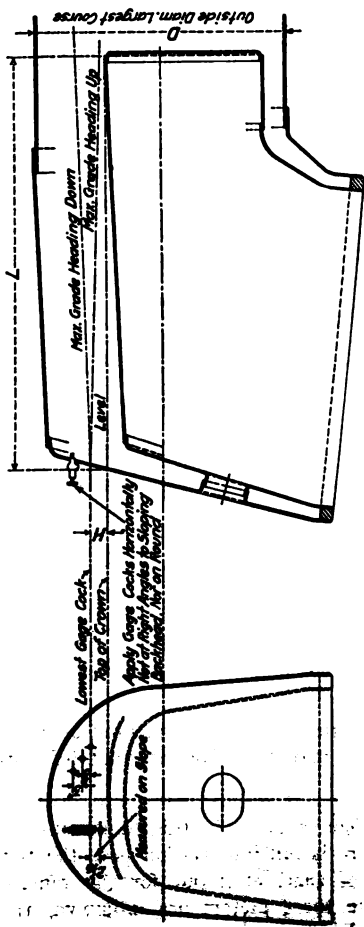 Outside Diam. Largest Course
D
L
Max. Grade Heading Down
Max. Grade Heading Up
Level
H
Lowest Gage Cock
Top of Crown
Apply Gage Cocks Horizontally
Not at Right Angles to Sloping
Backhead, Not on Round
Measured on Slope